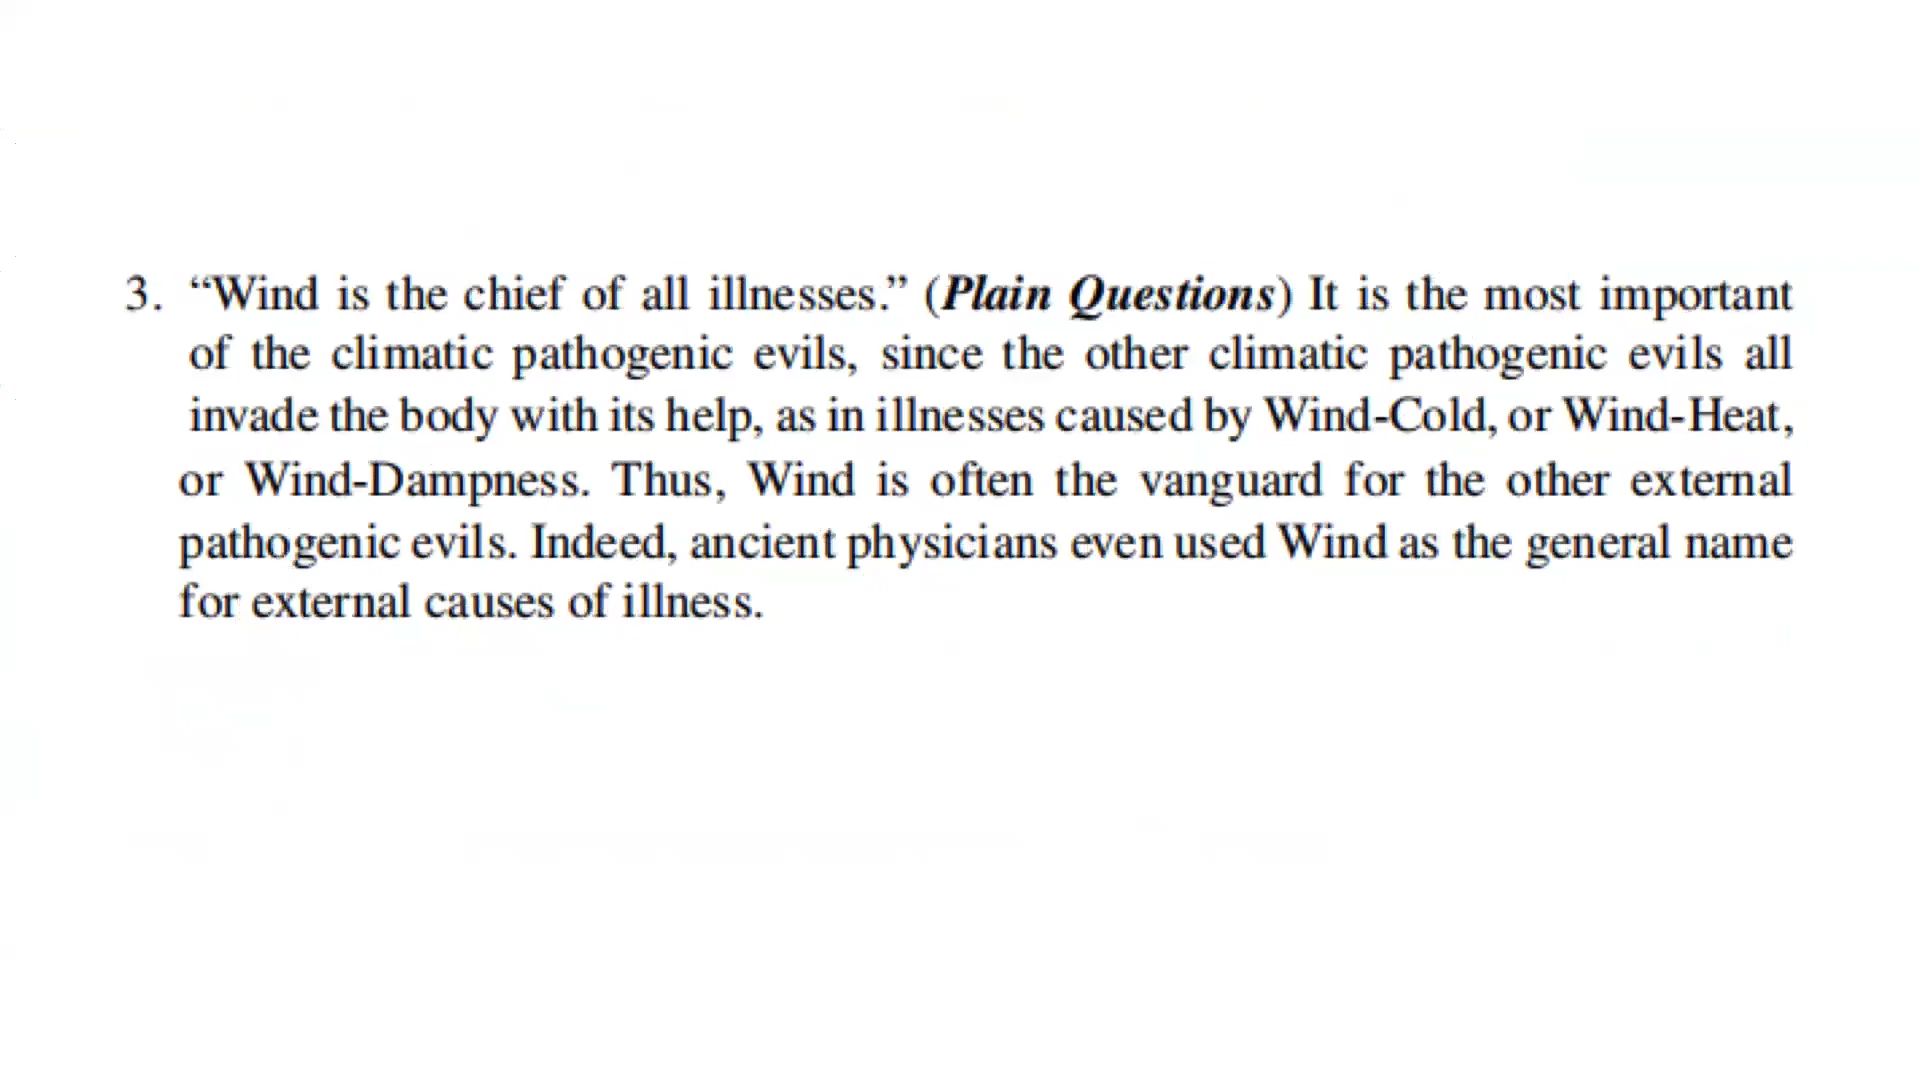 3. “Wind is the chief of all illnesses.” (Plain Questions) It is the most important
of the climatic pathogenic evils, since the other climatic pathogenic evils all
invade the body with its help, as in illnesses caused by Wind-Cold, or Wind-Heat,
or Wind-Dampness. Thus, Wind is often the vanguard for the other external
pathogenic evils. Indeed, ancient physicians even used Wind as the general name
for external causes of illness.